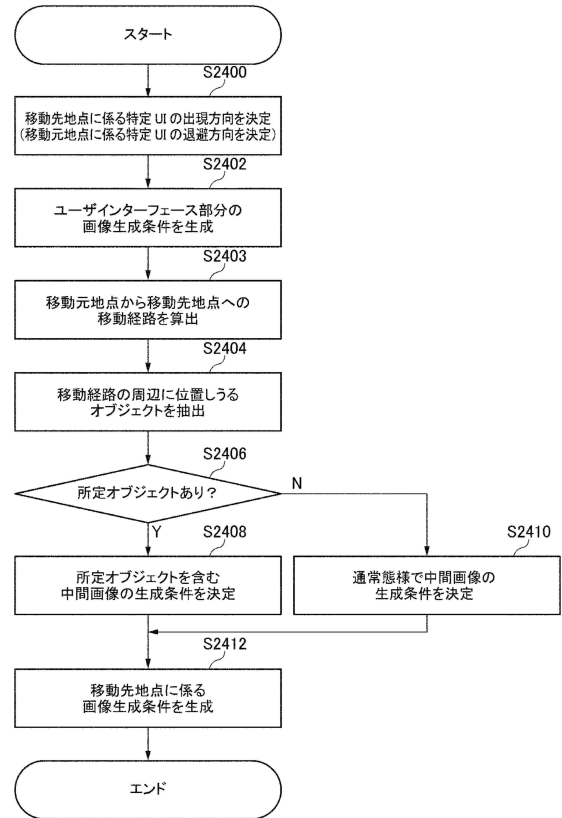 スタート
S2400
移動先地点に係る特定UIの出現方向を決定
(移動元地点に係る特定UIの退避方向を決定)
S2402
ユーザインターフェース部分の
画像生成条件を生成
S2403
移動元地点から移動先地点への
移動経路を算出
S2404
移動経路の周辺に位置しうる
オブジェクトを抽出
S2406
所定オブジェクトあり?
N
Y
S2408
所定オブジェクトを含む
中間画像の生成条件を決定
S2410
通常態様で中間画像の
生成条件を決定
S2412
移動先地点に係る
画像生成条件を生成
エンド